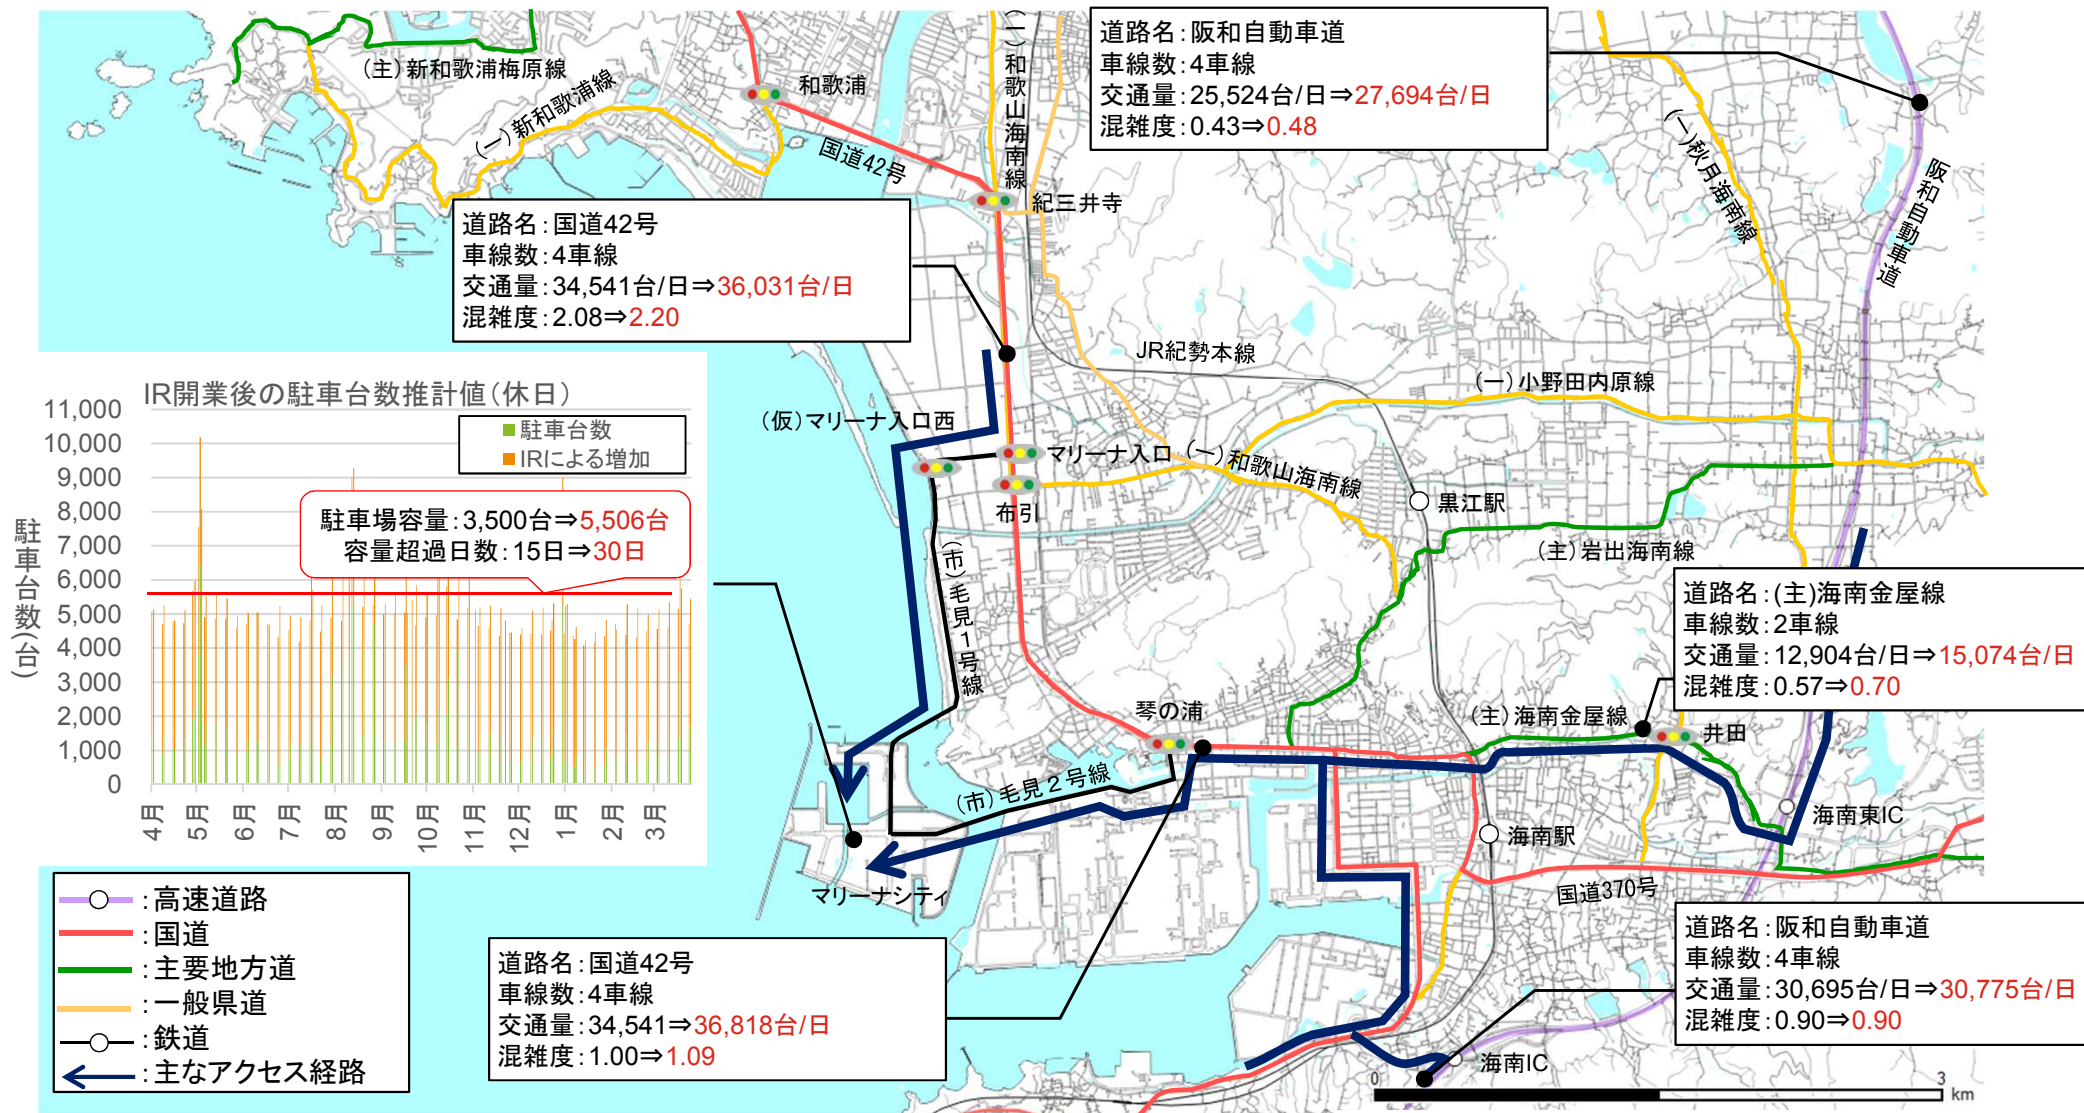 道路名:阪和自動車道
車線数:4車線
交通量:25,524台/日⇒27,694台/日
混雑度:0.43⇒0.48
(主)新和歌浦梅原線
(一)新和歌浦線
和歌浦
国道42号
(一)和歌山海南線
紀三井寺
(一)秋月海南線
阪和自動車道
道路名:国道42号
車線数:4車線
交通量:34,541台/日⇒36,031台/日
混雑度:2.08⇒2.20
JR紀勢本線
(一)小野田内原線
(仮)マリーナ入口西
マリーナ入口
(一)和歌山海南線
布引
黒江駅
(主)岩出海南線
(市)毛見1号線
IR開業後の駐車台数推計値(休日)
駐車台数
IRによる増加
駐車場容量:3,500台⇒5,506台
容量超過日数:15日⇒30日
駐車台数(台)
11,000
10,000
9,000
8,000
7,000
6,000
5,000
4,000
3,000
2,000
1,000
0
4月
5月
6月
7月
8月
9月
10月
11月
12月
1月
2月
3月
道路名:(主)海南金屋線
車線数:2車線
交通量:12,904台/日⇒15,074台/日
混雑度:0.57⇒0.70
琴の浦
(主)海南金屋線
井田
(市)毛見2号線
海南東IC
海南駅
マリーナシティ
国道370号
:高速道路
:国道
:主要地方道
:一般県道
:鉄道
:主なアクセス経路
道路名:国道42号
車線数:4車線
交通量:34,541⇒36,818台/日
混雑度:1.00⇒1.09
道路名:阪和自動車道
車線数:4車線
交通量:30,695台/日⇒30,775台/日
混雑度:0.90⇒0.90
海南IC
0
3
km